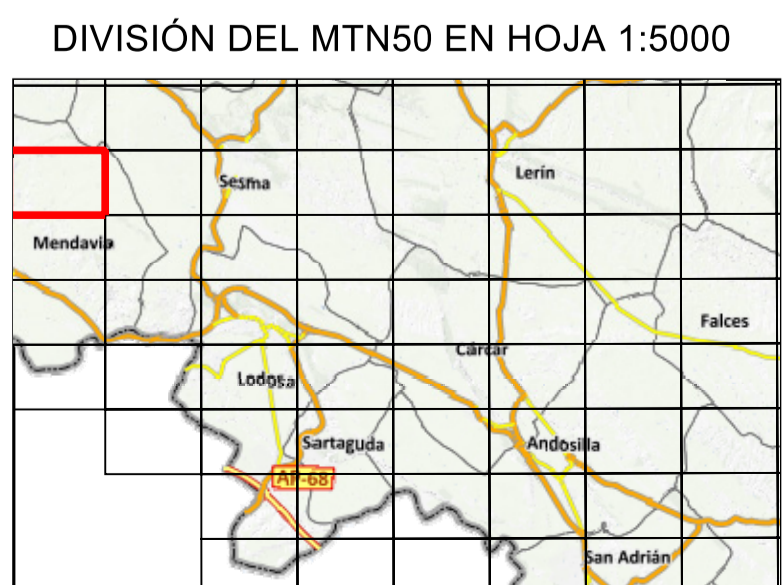 DIVISIÓN DEL MTN50 EN HOJA 1:5000
Lerín
Sesma
Mendavia
Falces
Cárcar
Lodosa
Sartaguda
Andosilla
AP-68
San Adrián